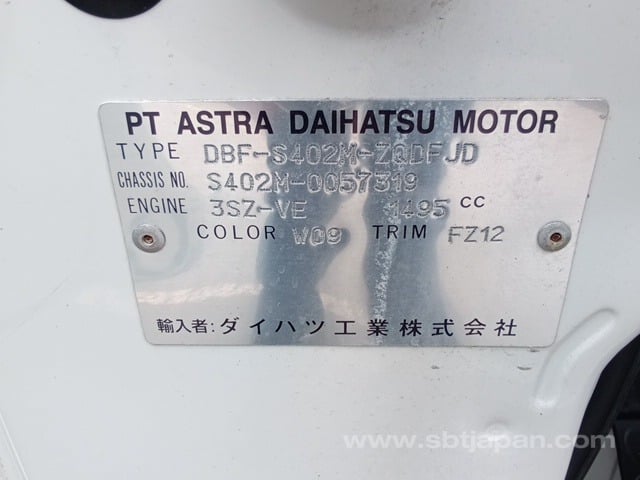 PT ASTRA DAIHATSU MOTOR
TYPE DBF-S402M-ZQDFJD
CHASSIS NO. S402M-0057319
ENGINE 3SZ-VE 1495 CC
COLOR W09 TRIM FZ12
輸入者:ダイハツ工業株式会社
www.sbtjapan.com